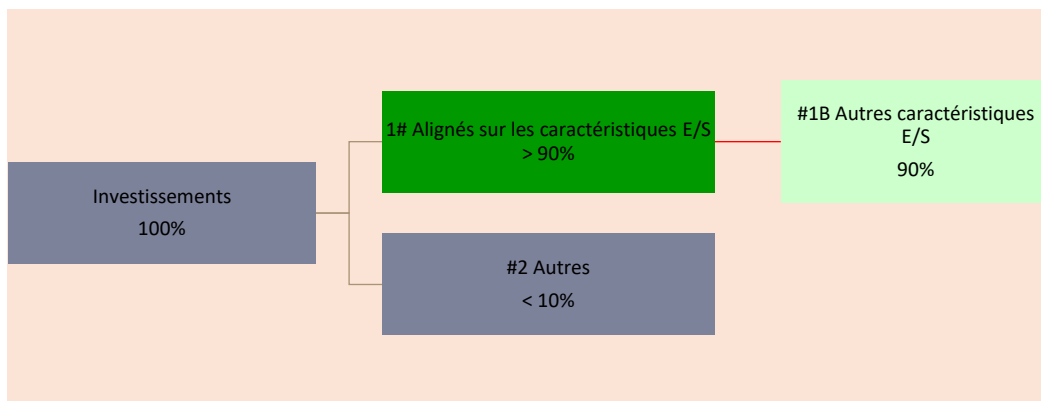 Investissements
100%
1# Alignés sur les caractéristiques E/S
> 90%
#2 Autres
< 10%
#1B Autres caractéristiques
E/S
90%